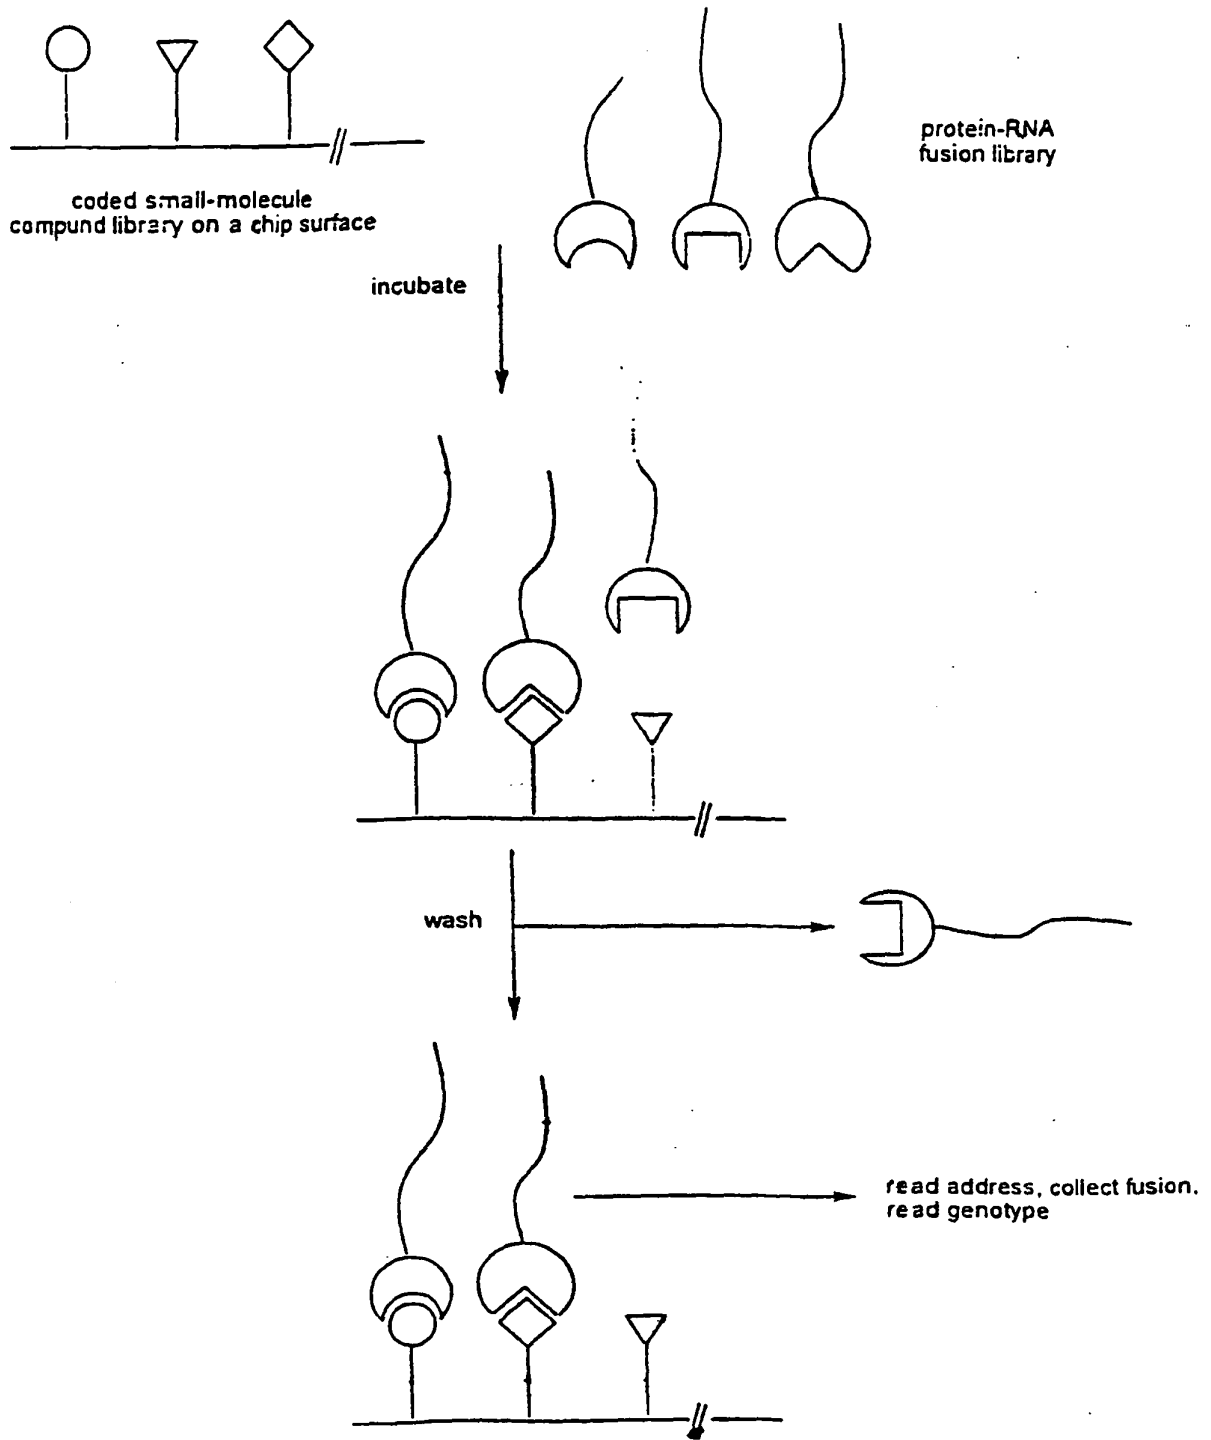 protein-RNA
fusion library
coded small-molecule
compund library on a chip surface
incubate
wash
read address, collect fusion.
read genotype